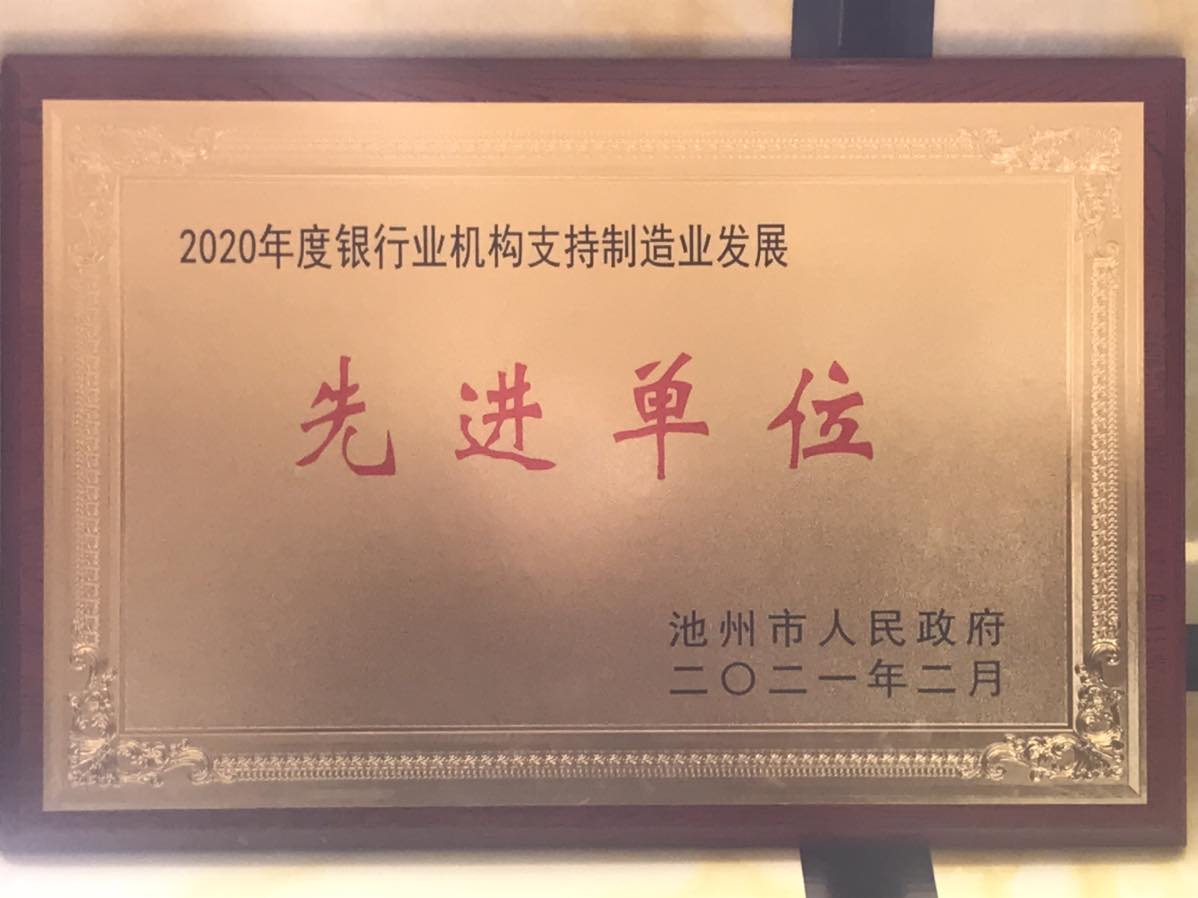 2020年度银行业机构支持制造业发展
先进单位
池州市人民政府
二〇二一年二月